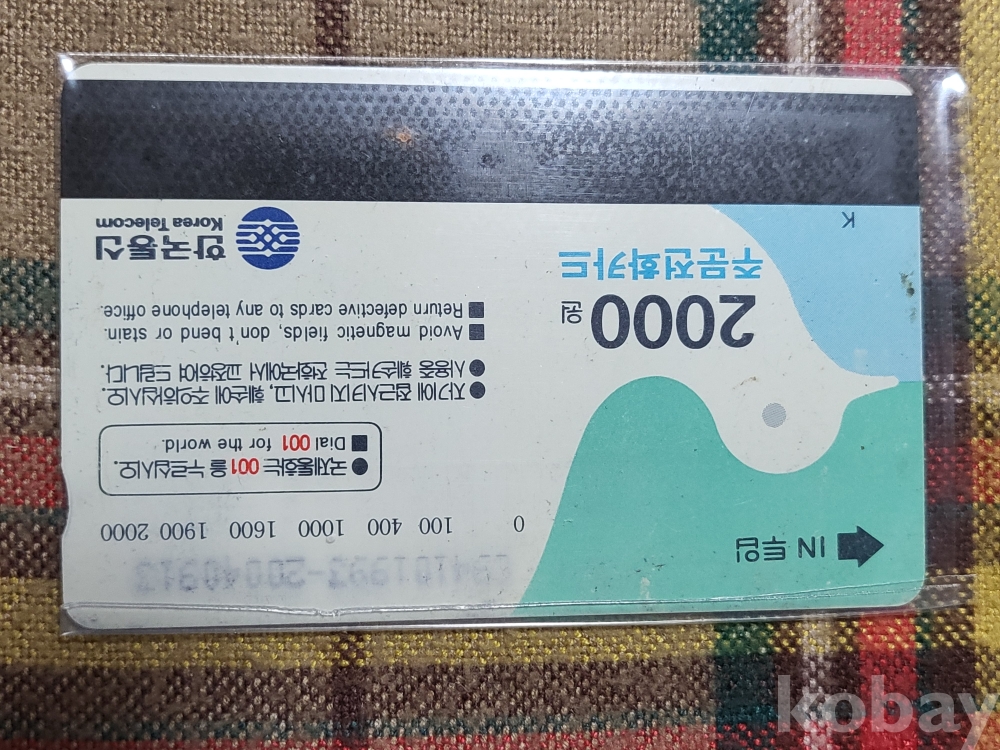 IN 투입
0 100 400 1000 1600 1900 2000
● 국제통화는 001 을 누르십시오.
■ Dial 001 for the world.
● 자기에 접근시키지 마시고, 훼손에 주의하십시오.
● 사용중 훼손카드는 전화국에서 교정하여 드립니다.
■ Avoid magnetic fields, don't bend or stain.
■ Return defective cards to any telephone office.
2000원
주문전화카드
한국통신
Korea Telecom
K
kobay